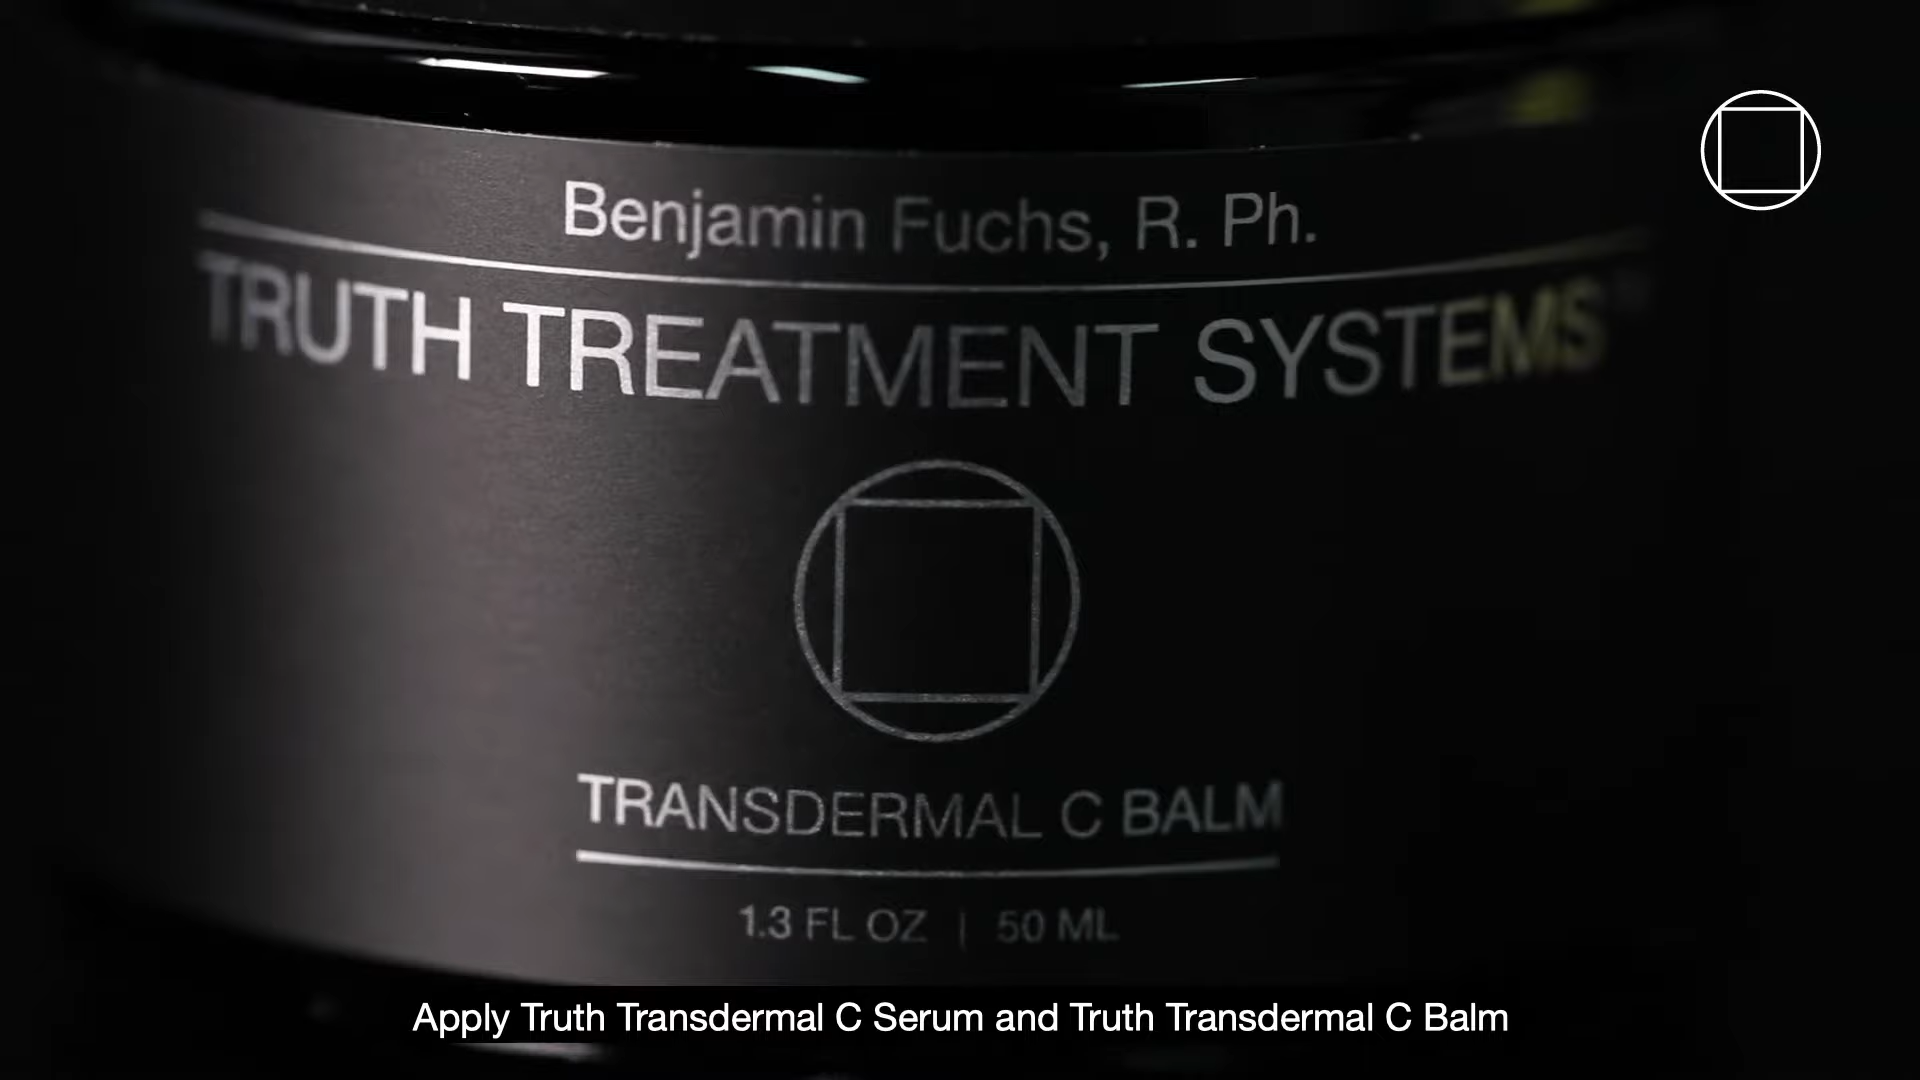 Benjamin Fuchs, R. Ph.
TRUTH TREATMENT SYSTEMS
TRANSDERMAL C BALM
1.3 FL OZ | 50 ML
Apply Truth Transdermal C Serum and Truth Transdermal C Balm